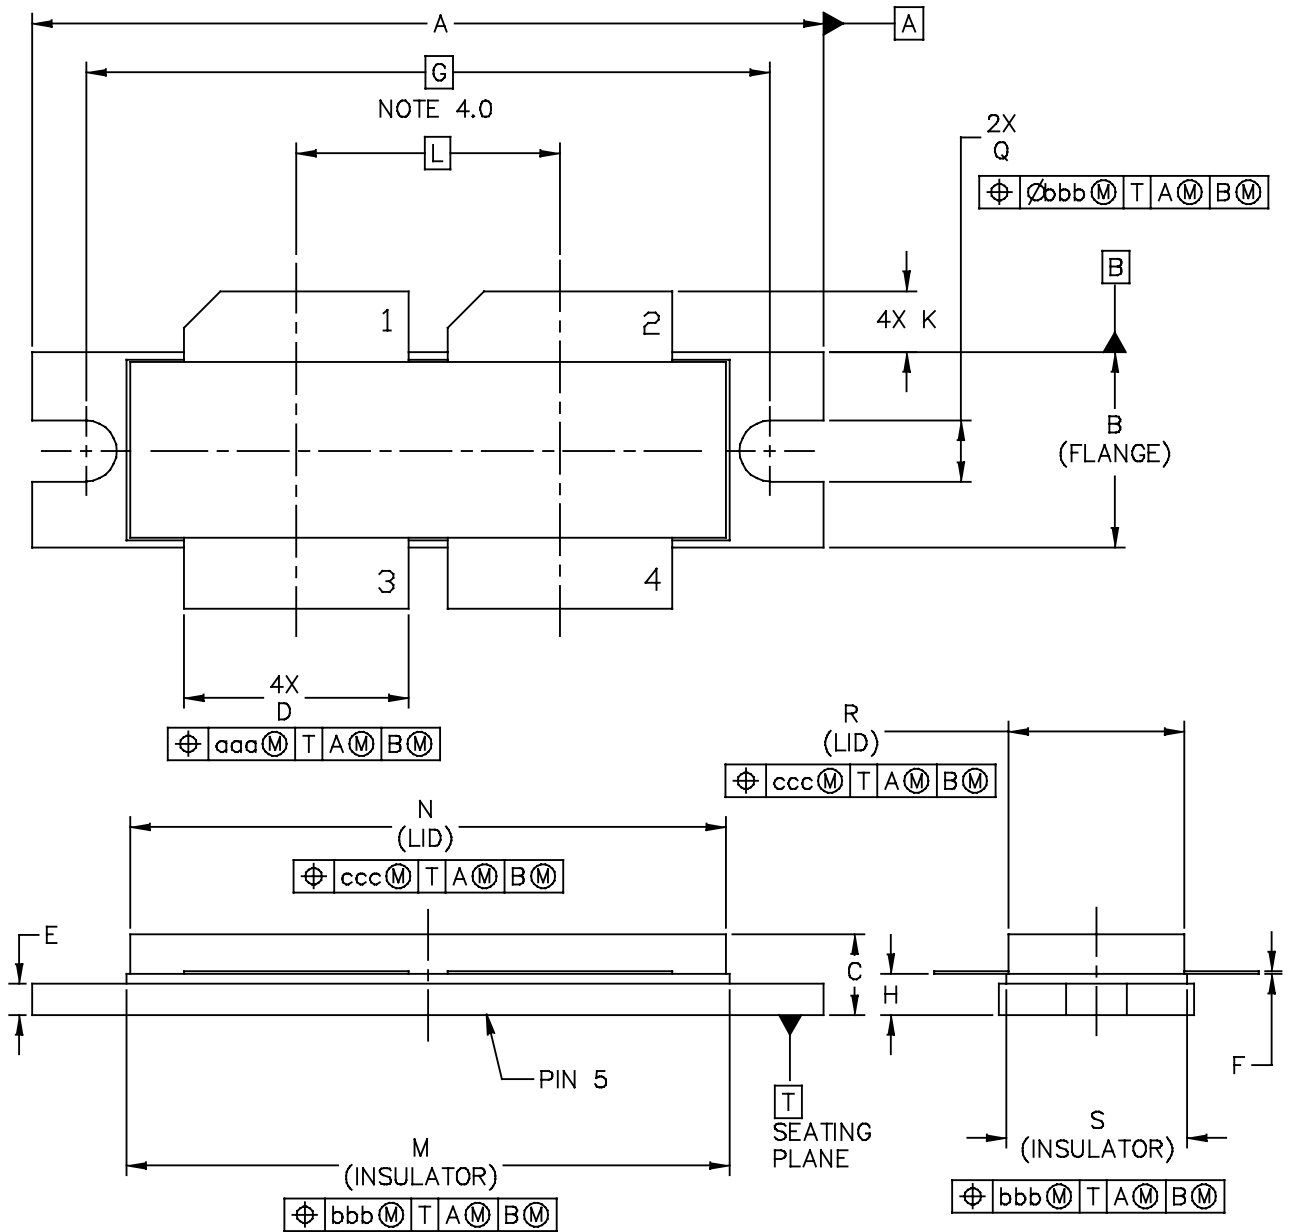 A
A
G
NOTE 4.0
L
2X
Q
⌖ Øbbb Ⓜ T A Ⓜ B Ⓜ
B
1
2
4X K
B
(FLANGE)
3
4
4X
D
⌖ aaa Ⓜ T A Ⓜ B Ⓜ
R
(LID)
⌖ ccc Ⓜ T A Ⓜ B Ⓜ
N
(LID)
⌖ ccc Ⓜ T A Ⓜ B Ⓜ
E
C
H
F
PIN 5
T
SEATING
PLANE
M
(INSULATOR)
⌖ bbb Ⓜ T A Ⓜ B Ⓜ
S
(INSULATOR)
⌖ bbb Ⓜ T A Ⓜ B Ⓜ